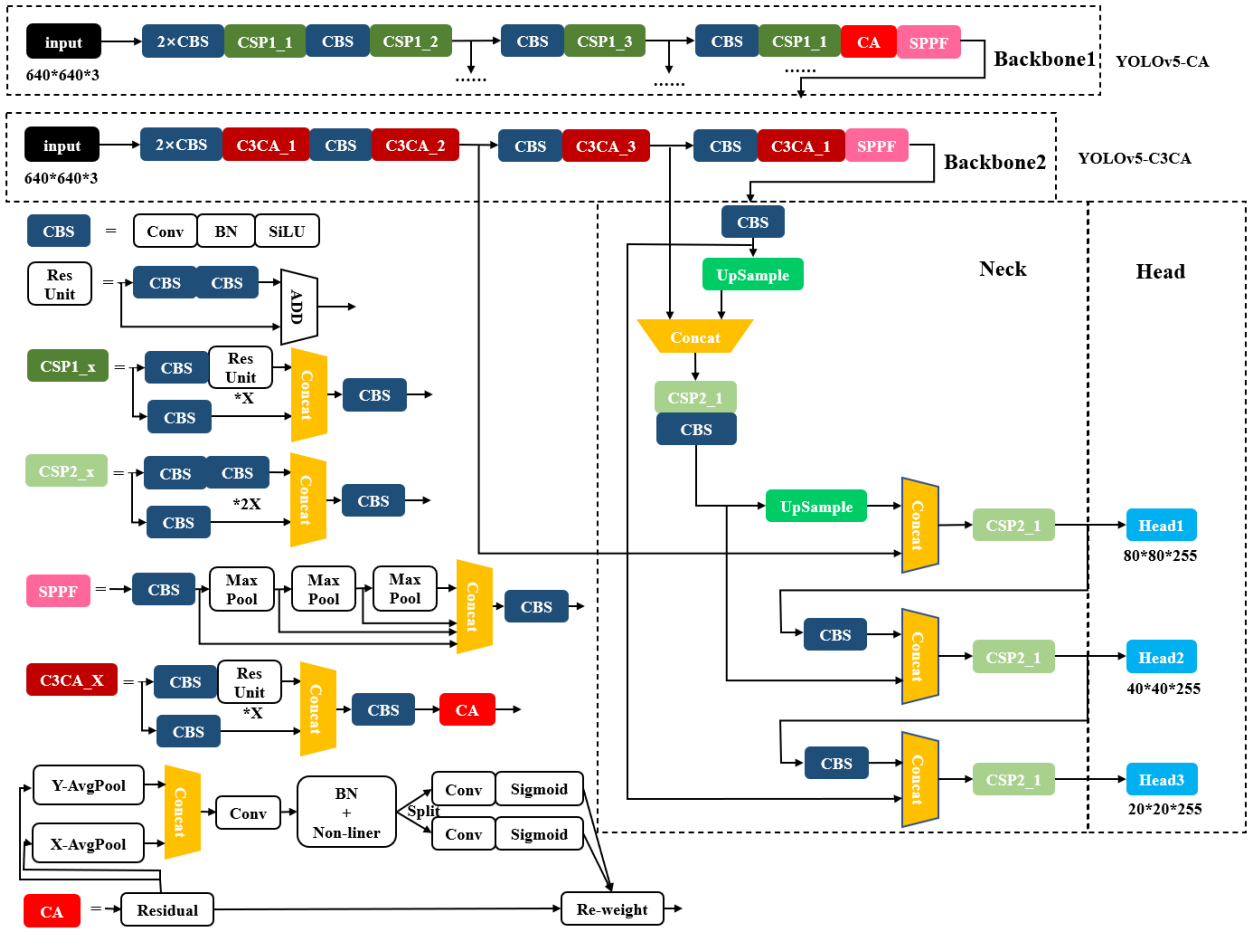 input 2×CBS CSP1_1 CBS CSP1_2 CBS CSP1_3 CBS CSP1_1 CA SPPF
640*640*3
...... ...... ......
Backbone1
YOLOv5-CA
input 2×CBS C3CA_1 CBS C3CA_2 CBS C3CA_3 CBS C3CA_1 SPPF
640*640*3
Backbone2
YOLOv5-C3CA
CBS = Conv BN SiLU
Res
Unit
= CBS CBS ADD
CSP1_x = CBS Res
Unit
*X
CBS
Concat
CBS
CSP2_x = CBS CBS
*2X
CBS
Concat
CBS
SPPF = CBS Max
Pool
Max
Pool
Max
Pool
Concat
CBS
C3CA_X = CBS Res
Unit
*X
CBS
Concat
CBS CA
Y-AvgPool
X-AvgPool
Concat
Conv
BN
+
Non-liner
Split
Conv Sigmoid
Conv Sigmoid
CA = Residual Re-weight
CBS
UpSample
Neck
Head
Concat
CSP2_1
CBS
UpSample Concat CSP2_1 Head1
80*80*255
CBS Concat CSP2_1 Head2
40*40*255
CBS Concat CSP2_1 Head3
20*20*255